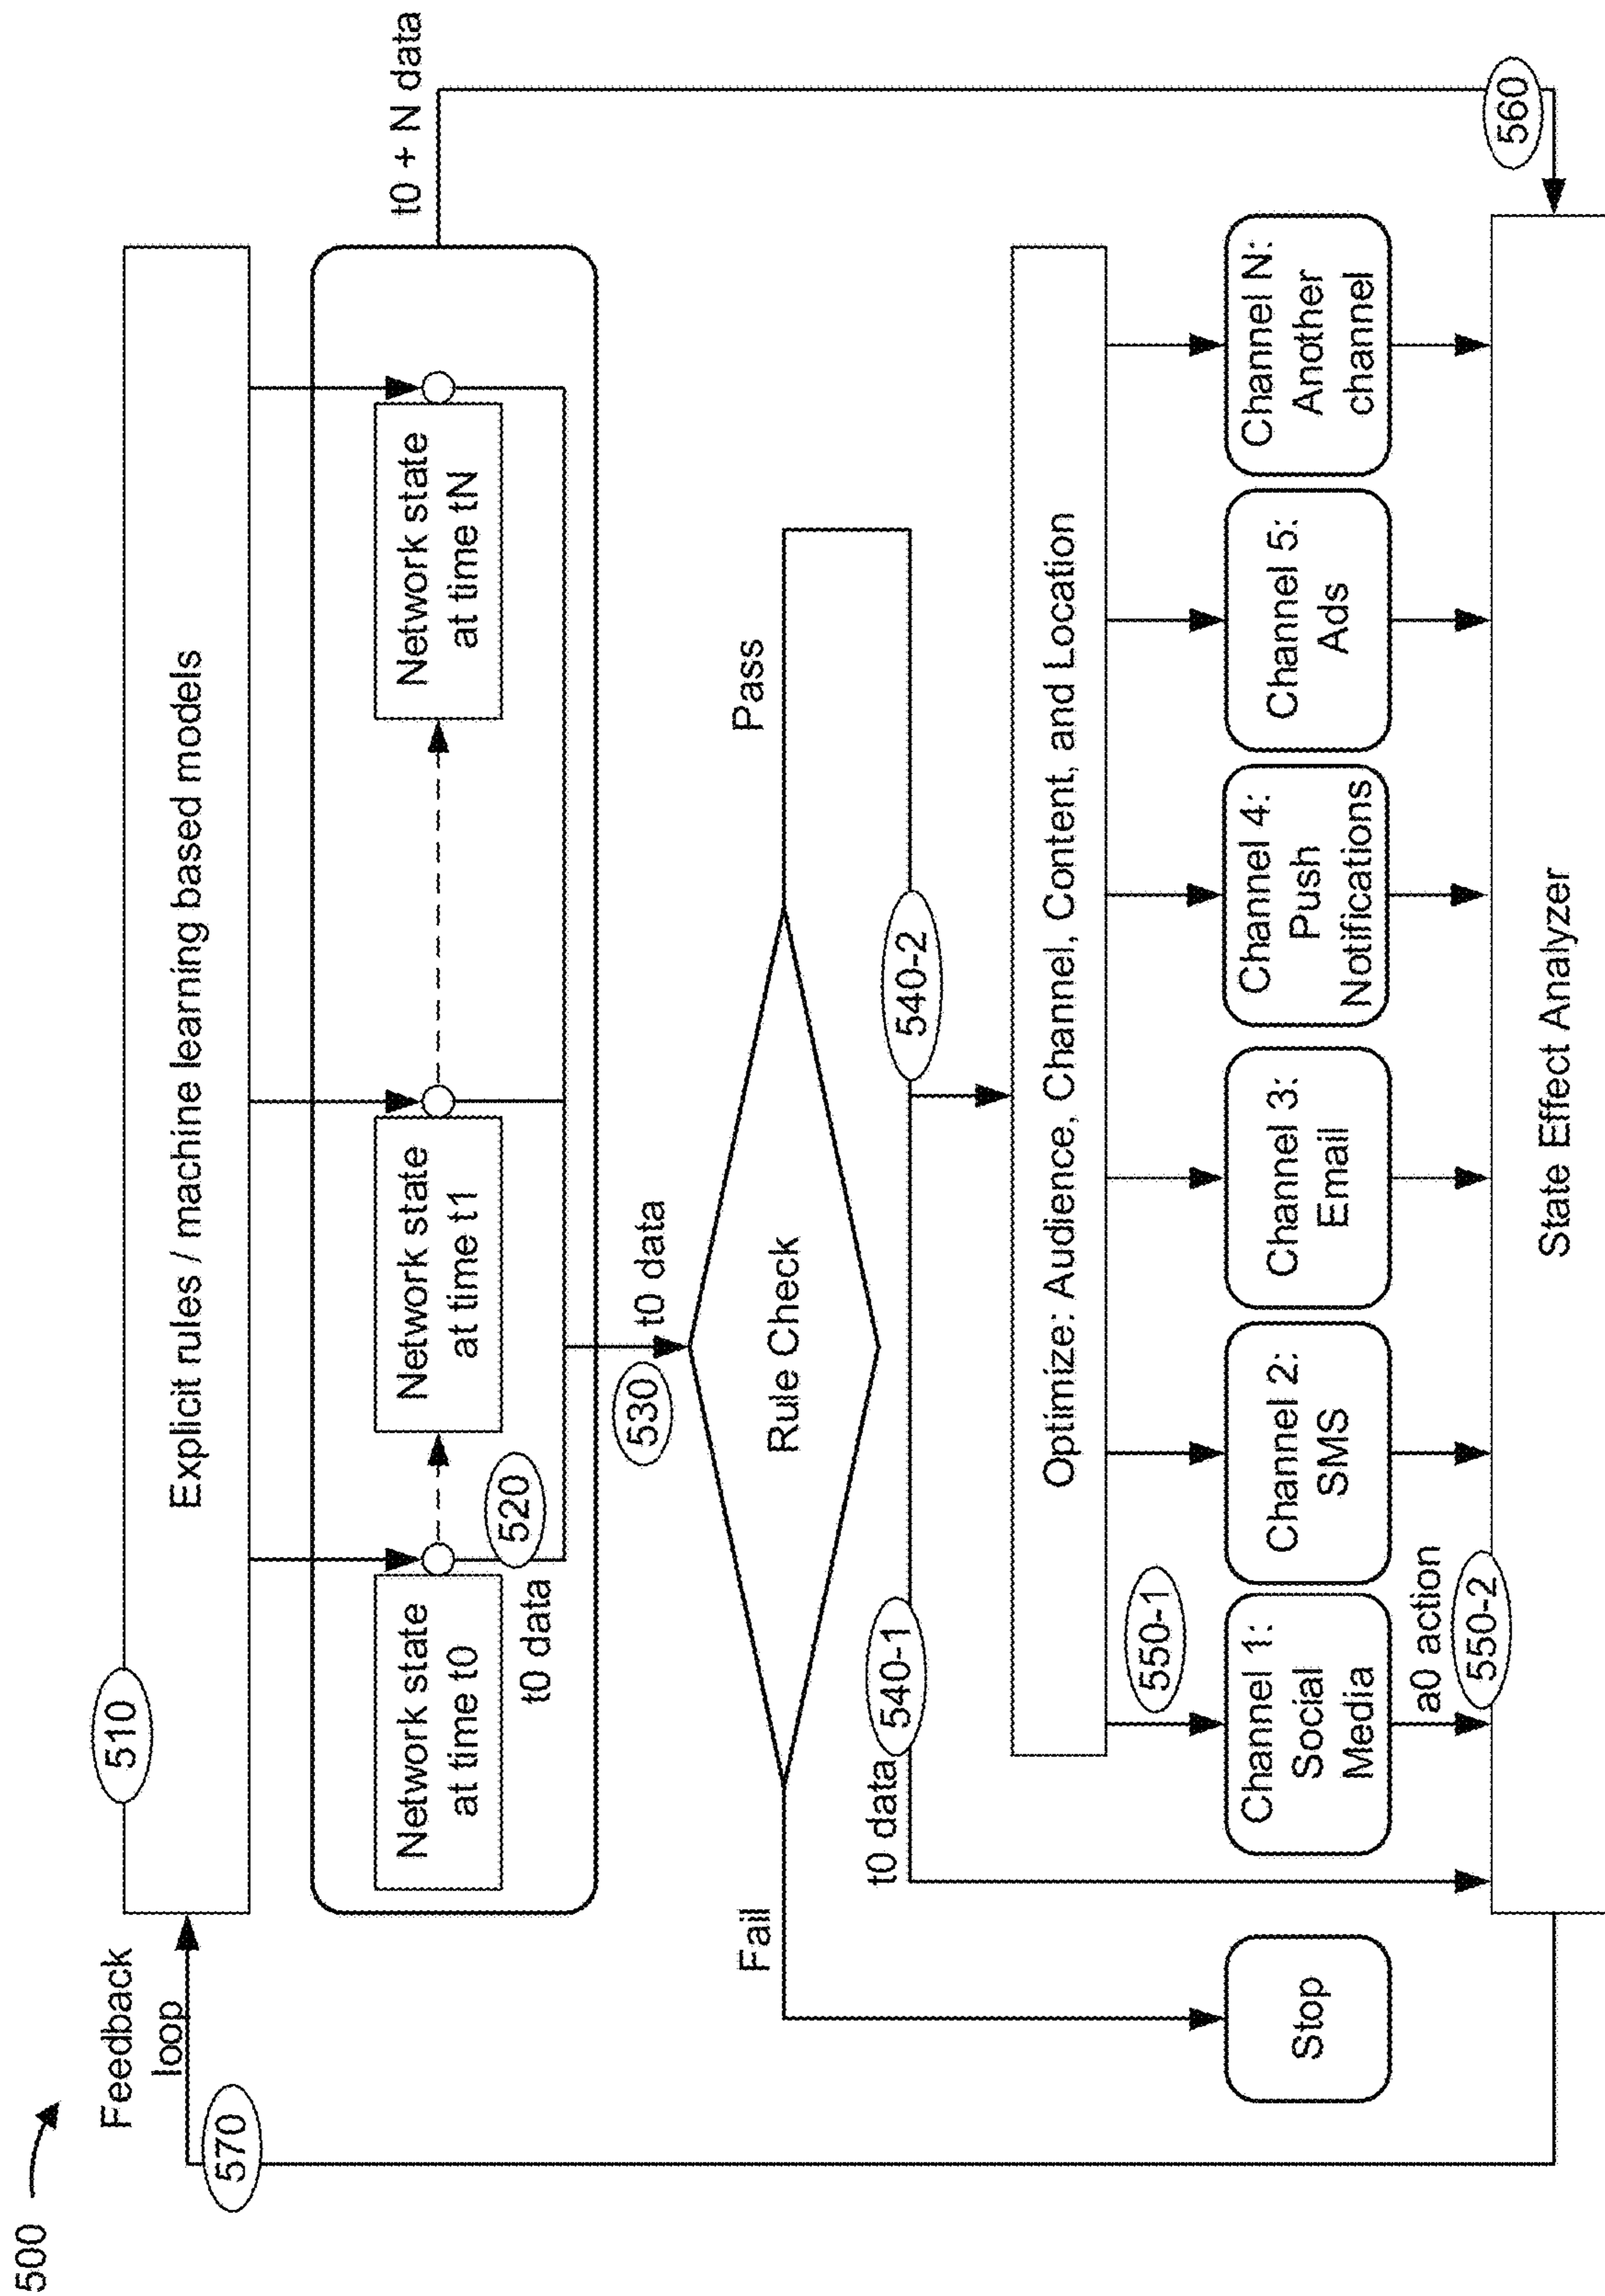 500
Feedback
loop
570
510
Explicit rules / machine learning based models
Network state
at time t0
Network state
at time t1
Network state
at time tN
t0 + N data
520
t0 data
530
t0 data
Rule Check
Fail
Pass
t0 data
540-1
540-2
Optimize: Audience, Channel, Content, and Location
550-1
Stop
Channel 1:
Social
Media
Channel 2:
SMS
Channel 3:
Email
Channel 4:
Push
Notifications
Channel 5:
Ads
Channel N:
Another
channel
a0 action
550-2
560
State Effect Analyzer